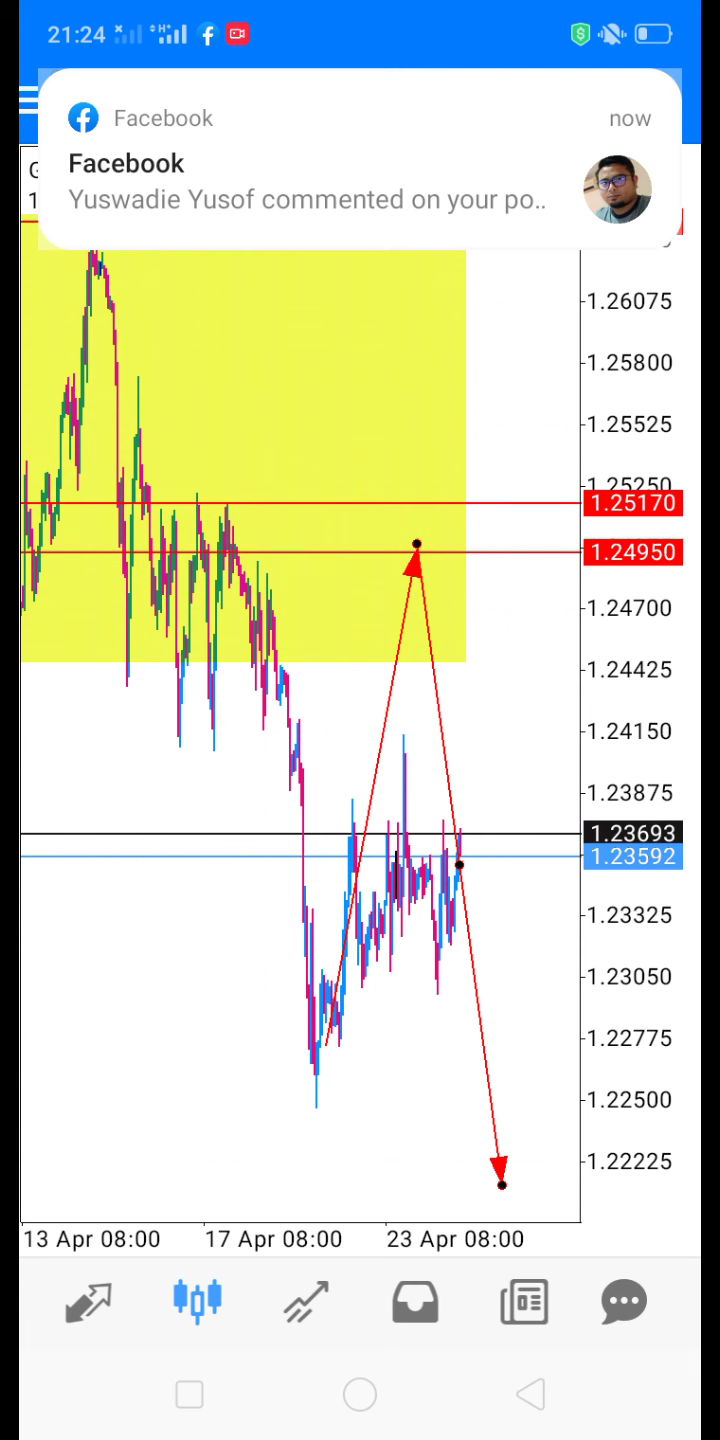 21:24
Facebook
now
Facebook
Yuswadie Yusof commented on your po..
1
1.26075
1.25800
1.25525
1.25250
1.25170
1.24950
1.24700
1.24425
1.24150
1.23875
1.23693
1.23592
1.23325
1.23050
1.22775
1.22500
1.22225
13 Apr 08:00
17 Apr 08:00
23 Apr 08:00